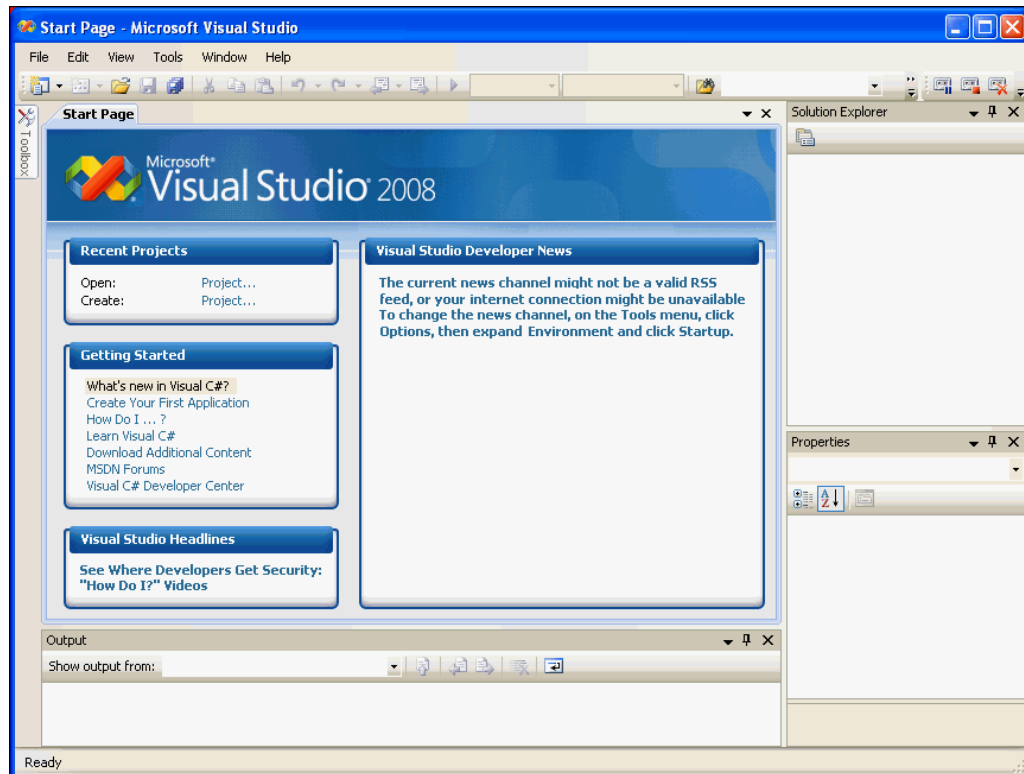 Start Page - Microsoft Visual Studio
File Edit View Tools Window Help
Toolbox
Start Page
Microsoft®
Visual Studio® 2008
Recent Projects
Open: Project...
Create: Project...
Getting Started
What's new in Visual C#?
Create Your First Application
How Do I ... ?
Learn Visual C#
Download Additional Content
MSDN Forums
Visual C# Developer Center
Visual Studio Headlines
See Where Developers Get Security:
"How Do I?" Videos
Visual Studio Developer News
The current news channel might not be a valid RSS
feed, or your internet connection might be unavailable
To change the news channel, on the Tools menu, click
Options, then expand Environment and click Startup.
Solution Explorer
Properties
Output
Show output from:
Ready